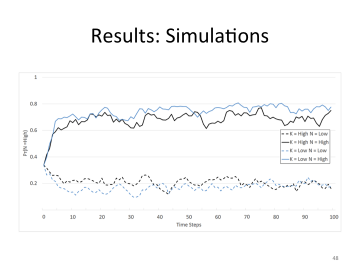 Results: Simulations
1
0.8
0.6
0.4
0.2
Pr(N=High)
K = High N = Low
K = High N = High
K = Low N = Low
K = Low N = High
0 10 20 30 40 50 60 70 80 90 100
Time Steps
48